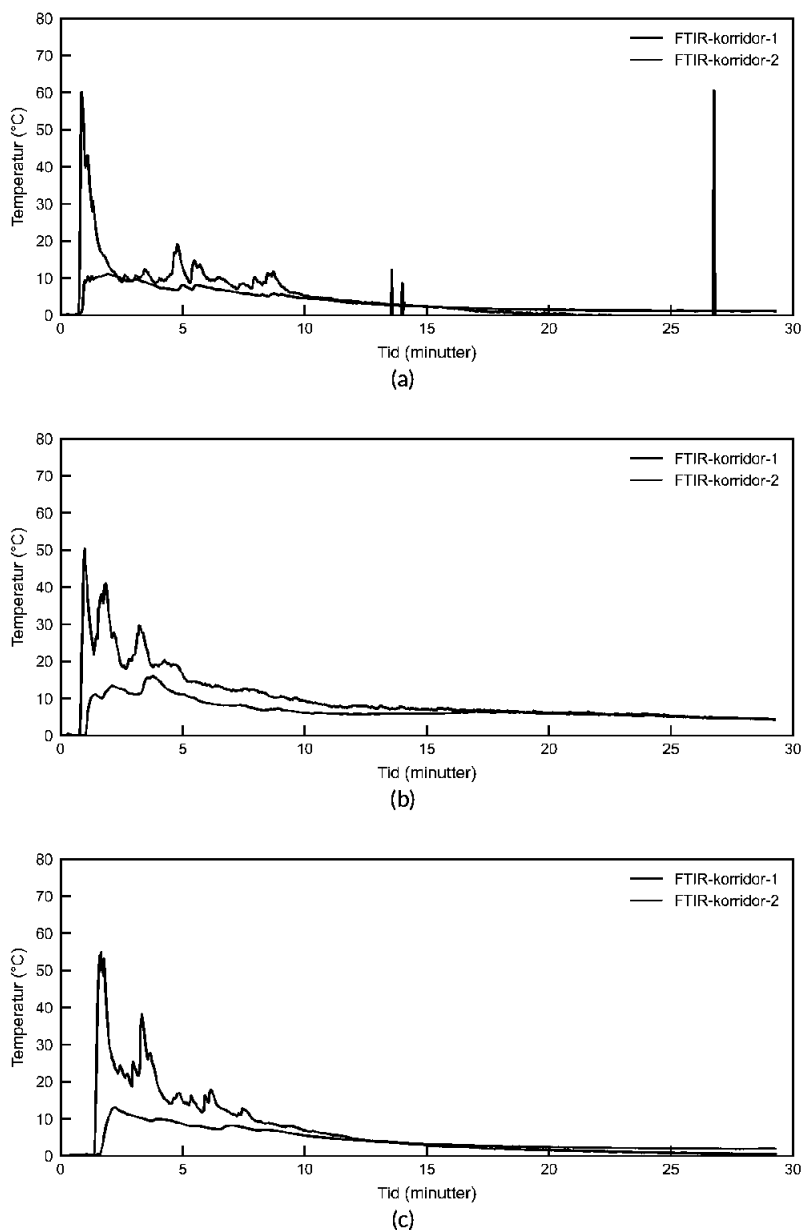 80
70
60
50
40
30
20
10
0
Temperatur (°C)
FTIR-korridor-1
FTIR-korridor-2
0 5 10 15 20 25 30
Tid (minutter)
(a)
80
70
60
50
40
30
20
10
0
Temperatur (°C)
FTIR-korridor-1
FTIR-korridor-2
0 5 10 15 20 25 30
Tid (minutter)
(b)
80
70
60
50
40
30
20
10
0
Temperatur (°C)
FTIR-korridor-1
FTIR-korridor-2
0 5 10 15 20 25 30
Tid (minutter)
(c)